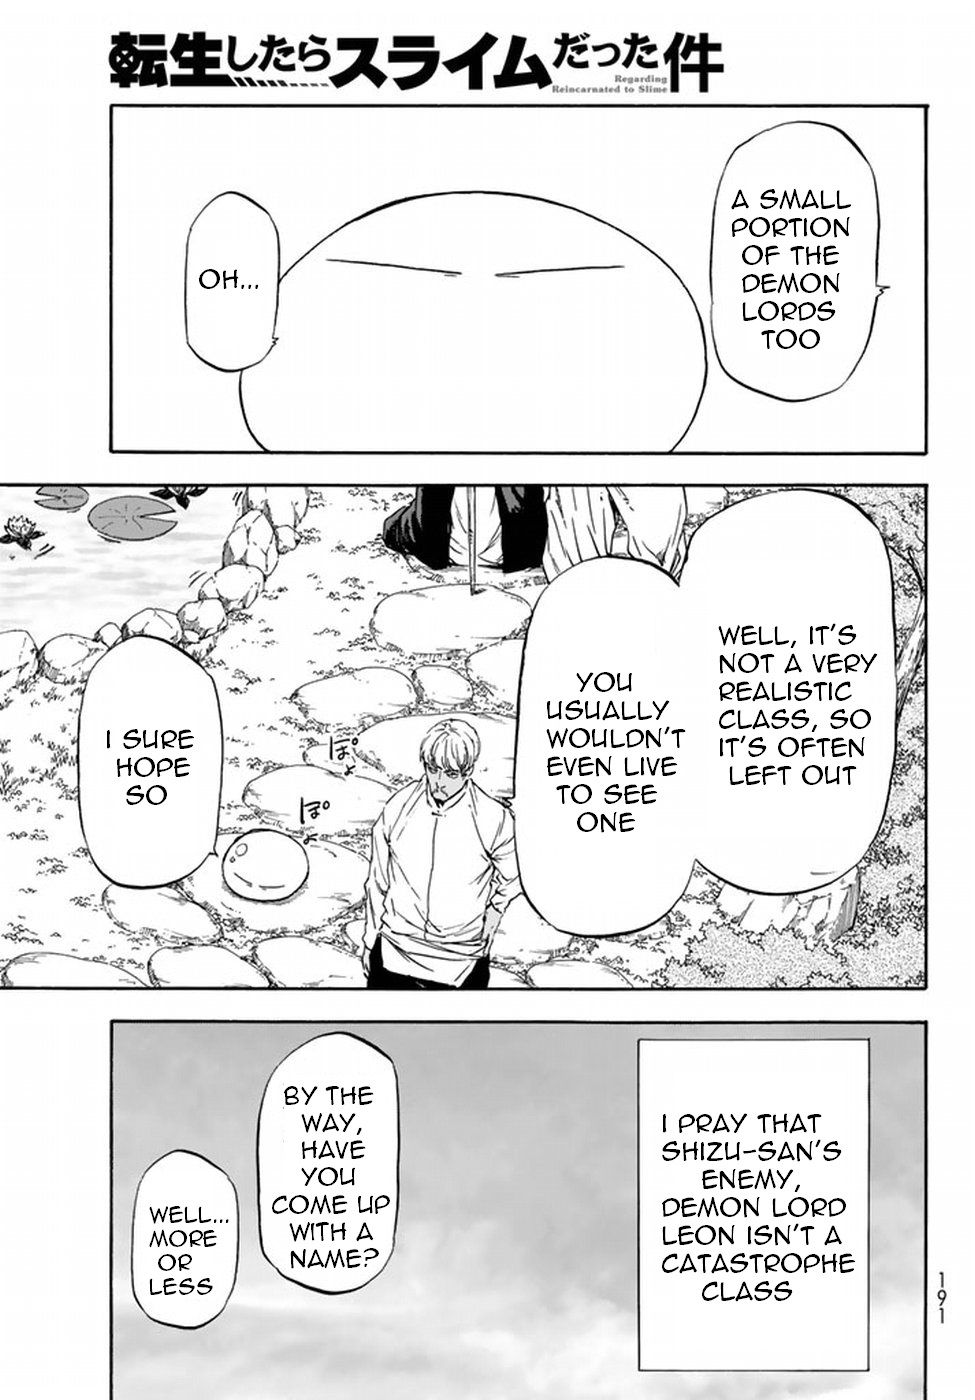 転生したらスライムだった件
Regarding
Reincarnated to Slime
A SMALL
PORTION
OF THE
DEMON
LORDS
TOO
OH...
WELL, IT'S
NOT A VERY
REALISTIC
CLASS, SO
IT'S OFTEN
LEFT OUT
YOU
USUALLY
WOULDN'T
EVEN LIVE
TO SEE
ONE
ぽよ
ぽ
I SURE
HOPE
SO
I PRAY THAT
SHIZU-SAN'S
ENEMY,
DEMON LORD
LEON ISN'T A
CATASTROPHE
CLASS
BY THE
WAY,
HAVE
YOU
COME UP
WITH A
NAME?
WELL...
MORE
OR
LESS
191